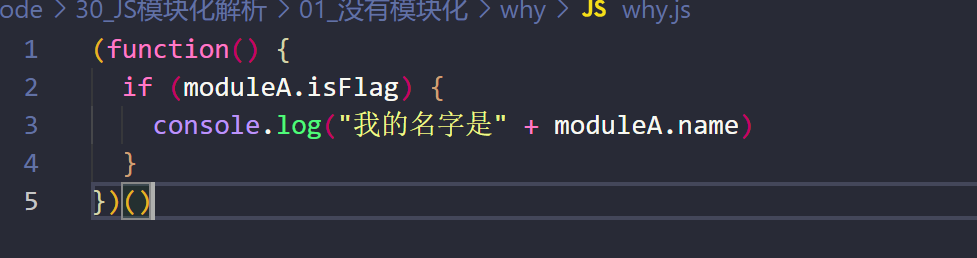 ode > 30_JS模块化解析 > 01_没有模块化 > why > JS why.js
1 (function() {
2 if (moduleA.isFlag) {
3 console.log("我的名字是" + moduleA.name)
4 }
5 })()